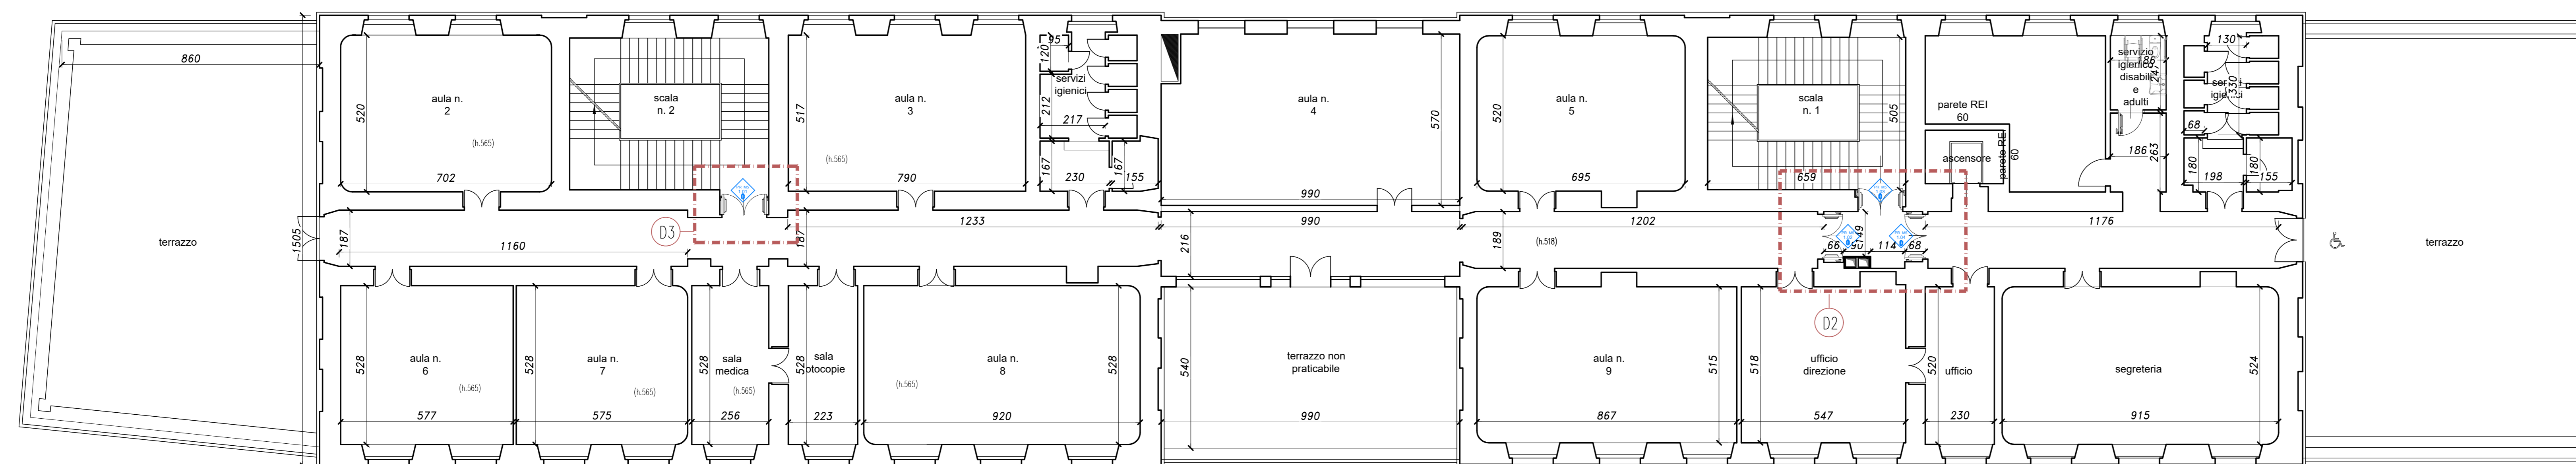 860
terrazzo
1505
187
520
aula n.
2
(h.565)
702
scala
n. 2
D3
1160
187
517
aula n.
3
(h.565)
790
1233
95
120
servizi
igienici
212
217
167
230
167
155
aula n.
4
570
990
990
216
520
aula n.
5
695
1202
189
(h.518)
scala
n. 1
505
659
149
66
90
114
68
D2
parete REI
60
ascensore
parete REI
60
servizio
igienico
disabili
e
adulti
186
247
186
263
130
330
68
180
198
180
155
1176
terrazzo
528
aula n.
6
(h.565)
577
528
aula n.
7
(h.565)
575
528
sala
medica
(h.565)
256
528
sala
223
aula n.
8
(h.565)
528
920
540
terrazzo non
praticabile
990
aula n.
9
515
867
518
ufficio
direzione
547
520
ufficio
230
segreteria
524
915